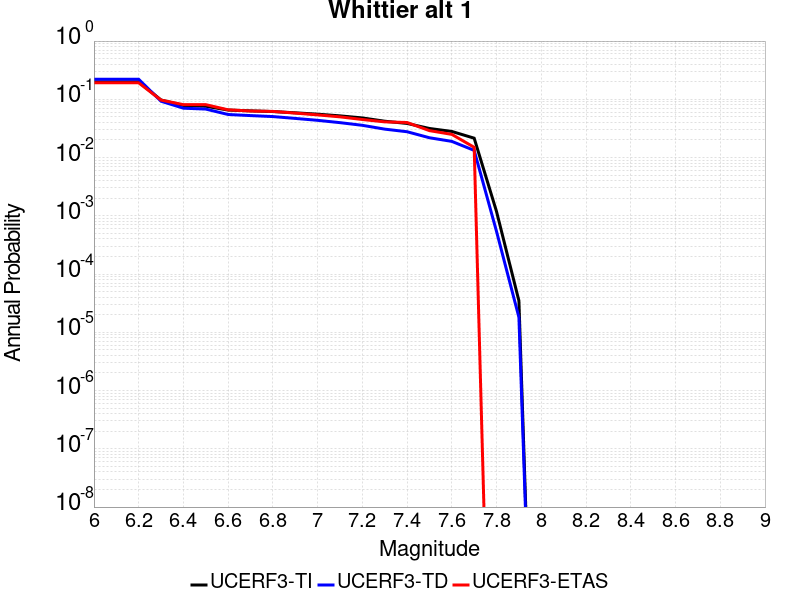 Whittier alt 1
10^0
10^-1
10^-2
10^-3
10^-4
10^-5
10^-6
10^-7
10^-8
Annual Probability
6 6.2 6.4 6.6 6.8 7 7.2 7.4 7.6 7.8 8 8.2 8.4 8.6 8.8 9
Magnitude
UCERF3-TI UCERF3-TD UCERF3-ETAS